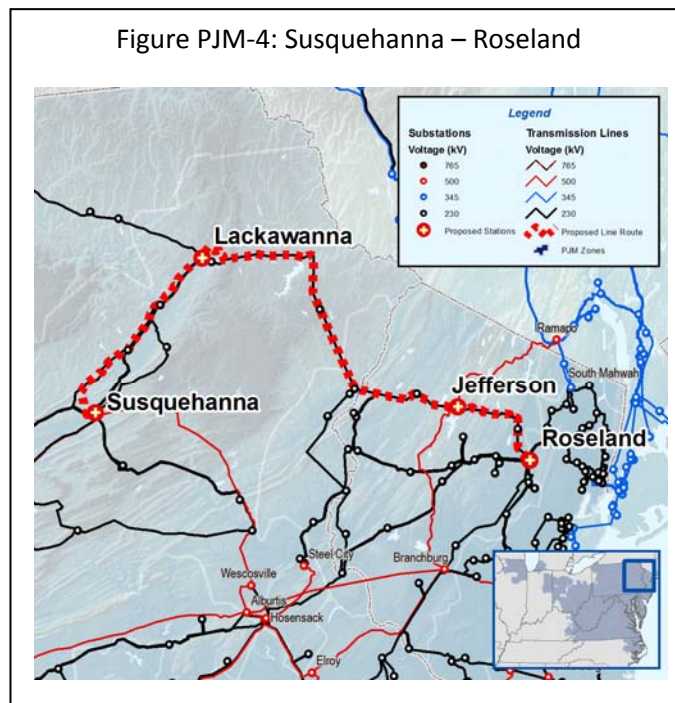 Figure PJM-4: Susquehanna – Roseland
Legend
Substations
Voltage (kV)
765
500
345
230
Proposed Stations
Transmission Lines
Voltage (kV)
765
500
345
230
Proposed Line Route
PJM Zones
Lackawanna
Ramapo
South Mahwah
Jefferson
Susquehanna
Roseland
Steel City
Branchburg
Wescosville
Alburtis
Hosensack
Elroy